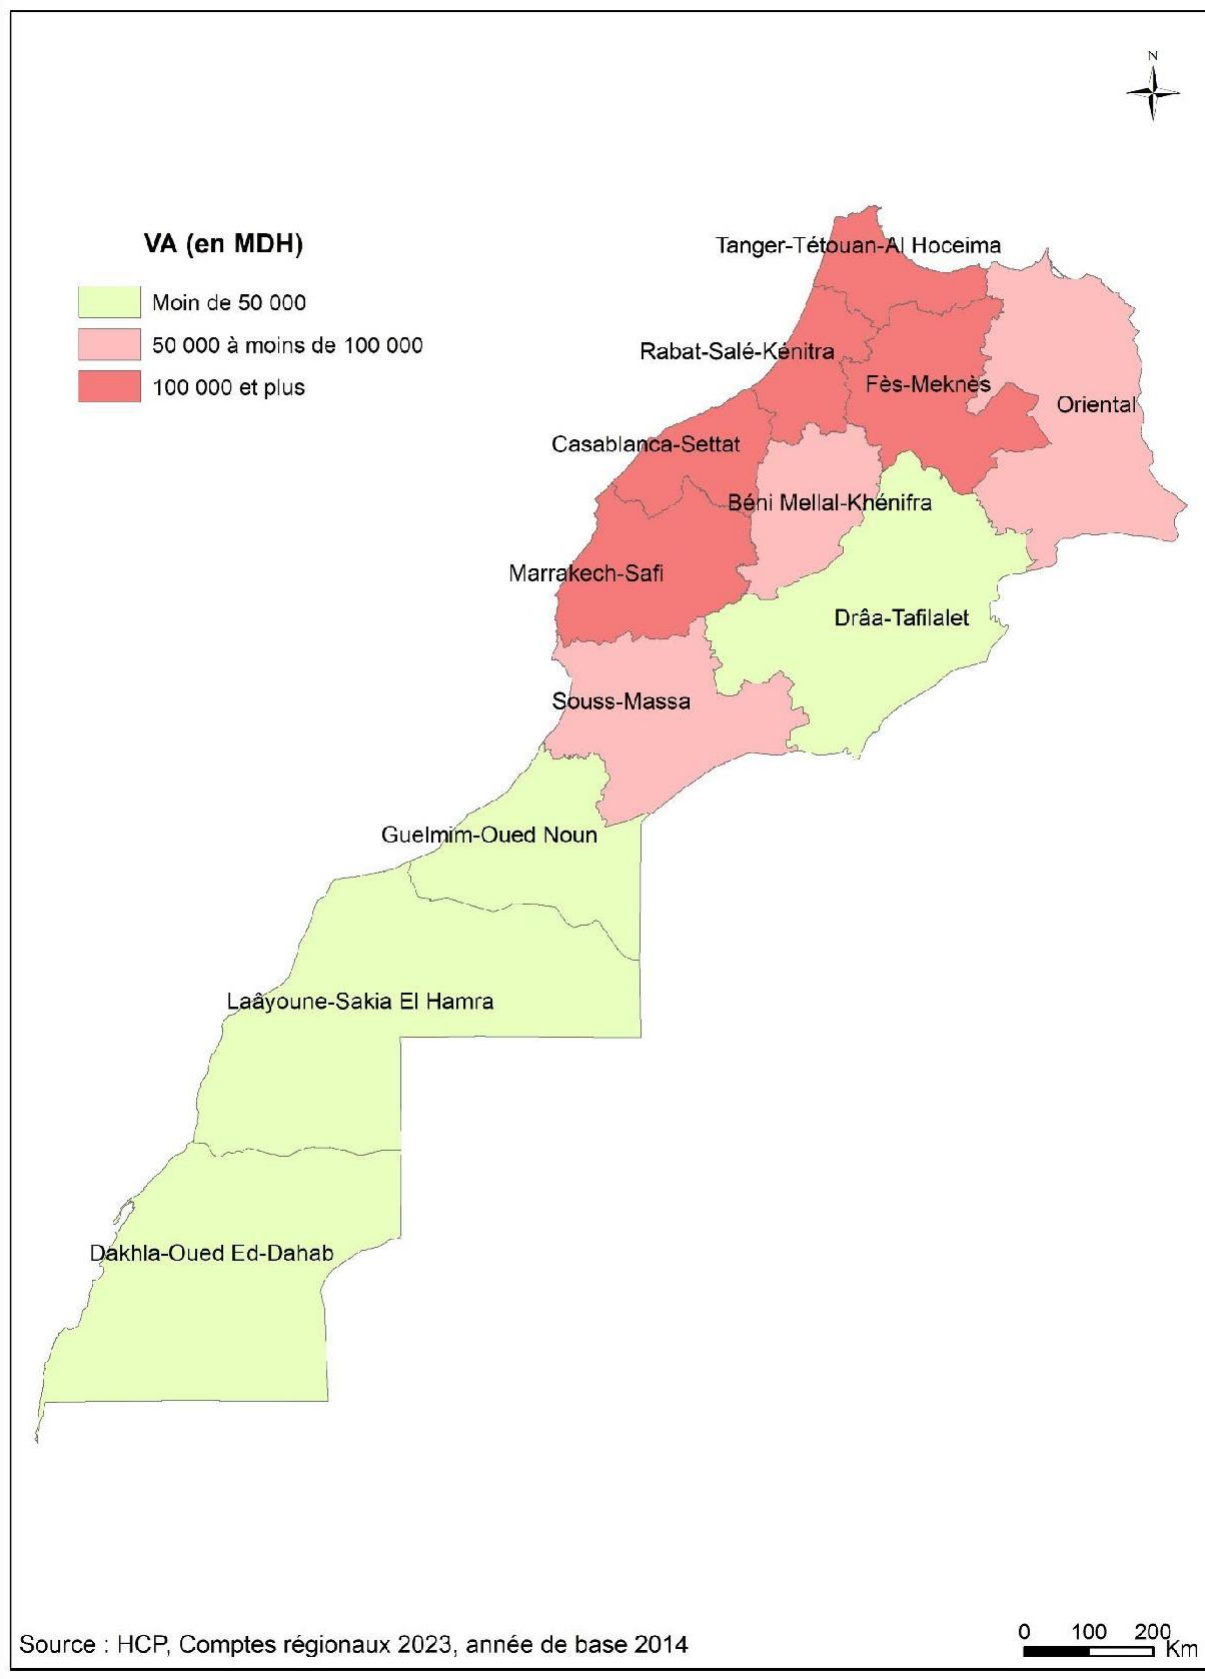 N
VA (en MDH)
Moin de 50 000
50 000 à moins de 100 000
100 000 et plus
Tanger-Tétouan-Al Hoceima
Rabat-Salé-Kénitra
Fès-Meknès
Oriental
Casablanca-Settat
Béni Mellal-Khénifra
Marrakech-Safi
Drâa-Tafilalet
Souss-Massa
Guelmim-Oued Noun
Laâyoune-Sakia El Hamra
Dakhla-Oued Ed-Dahab
Source : HCP, Comptes régionaux 2023, année de base 2014
0 100 200
Km